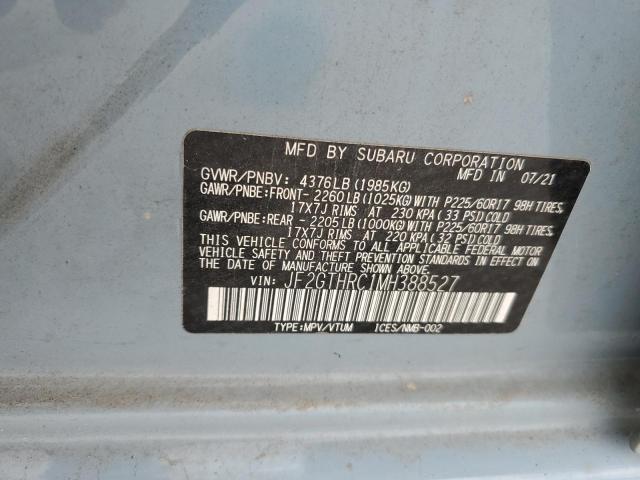 MFD BY SUBARU CORPORATION MFD IN 07/21
GVWR/PNBV: 4376LB (1985KG)
GAWR/PNBE:FRONT- 2260LB (1025KG) WITH P225/60R17 98H TIRES,
17X7J RIMS AT 230 KPA ( 33 PSI) COLD
GAWR/PNBE:REAR - 2205LB (1000KG) WITH P225/60R17 98H TIRES,
17X7J RIMS AT 220 KPA ( 32 PSI) COLD
THIS VEHICLE CONFORMS TO ALL APPLICABLE FEDERAL MOTOR
VEHICLE SAFETY AND THEFT PREVENTION STANDARDS IN EFFECT ON
THE DATE OF MANUFACTURE SHOWN ABOVE.
VIN: JF2GTHRC1MH388527
TYPE:MPV/VTUM ICES/NMB-002